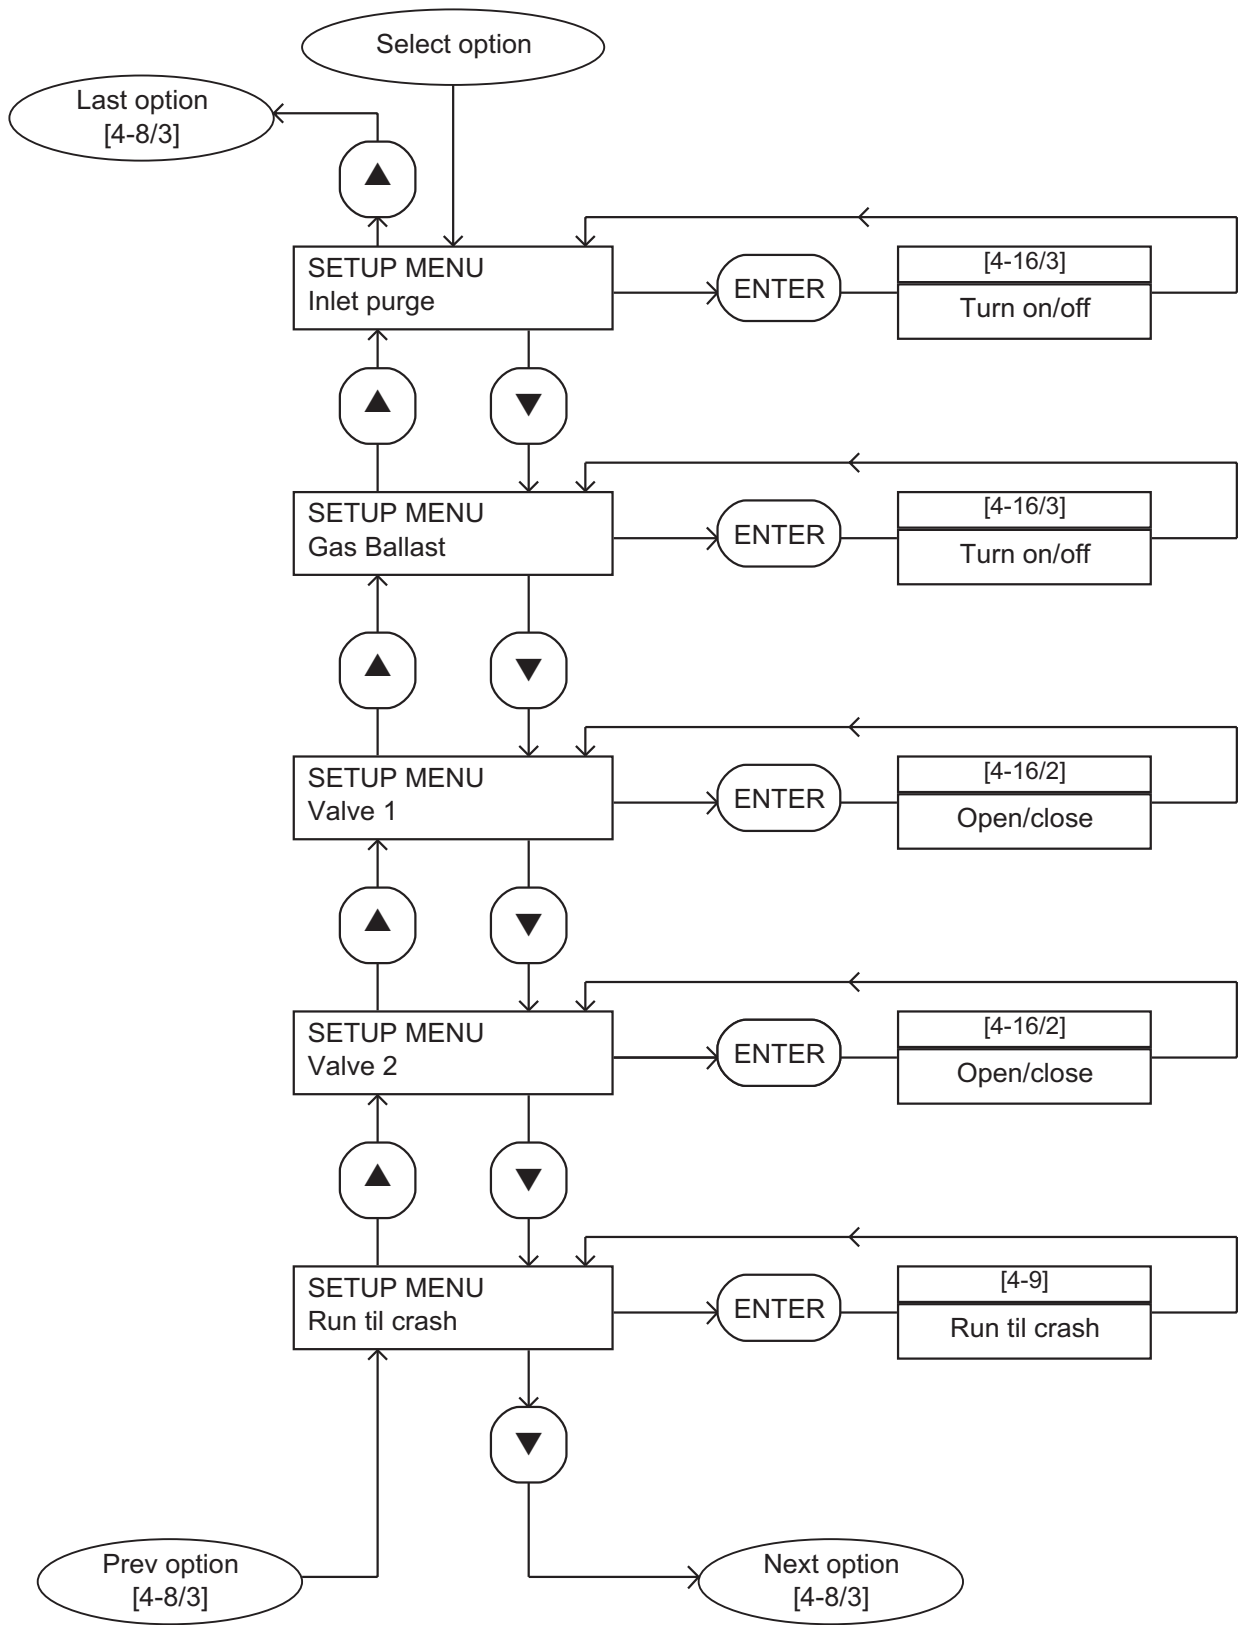 Select option
Last option
[4-8/3]
SETUP MENU
Inlet purge
ENTER
[4-16/3]
Turn on/off
SETUP MENU
Gas Ballast
ENTER
[4-16/3]
Turn on/off
SETUP MENU
Valve 1
ENTER
[4-16/2]
Open/close
SETUP MENU
Valve 2
ENTER
[4-16/2]
Open/close
SETUP MENU
Run til crash
ENTER
[4-9]
Run til crash
Prev option
[4-8/3]
Next option
[4-8/3]